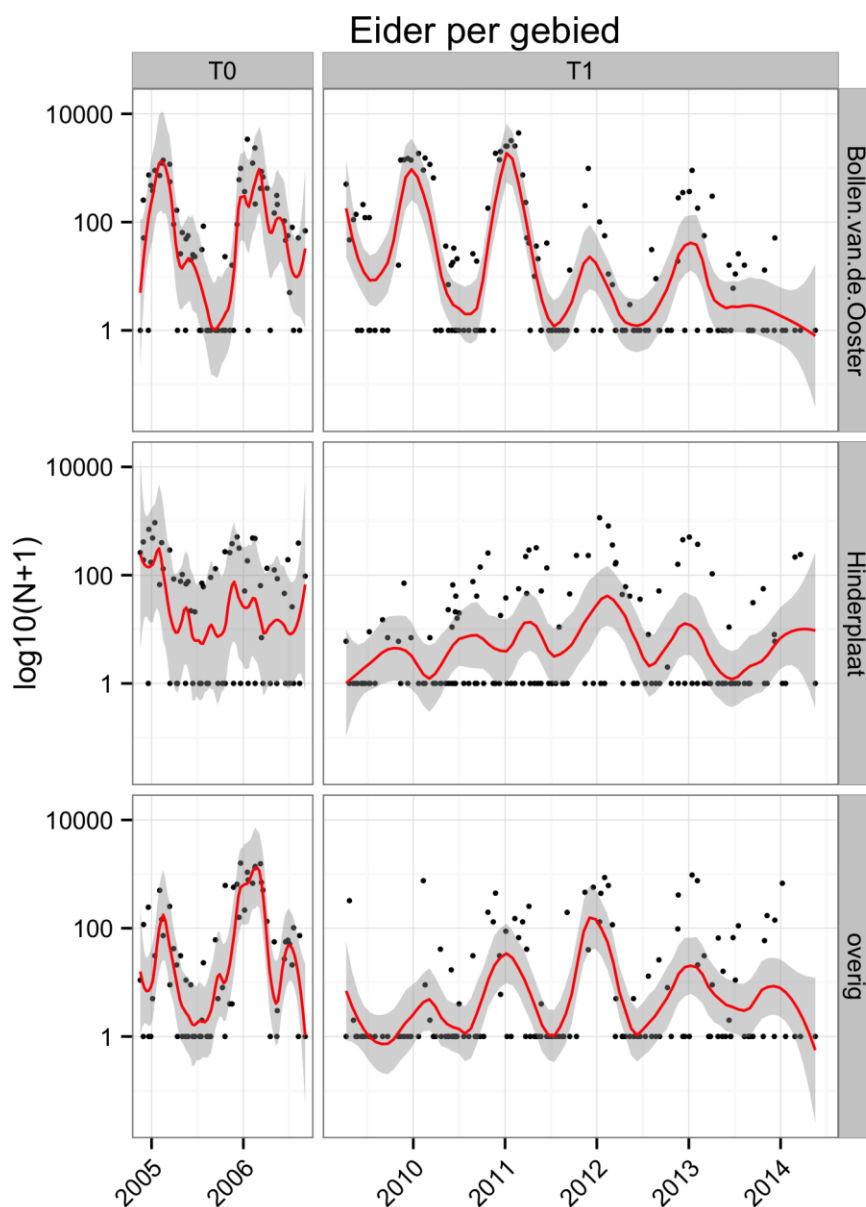 Eider per gebied
T0
T1
log10(N+1)
10000
100
1
Bollen.van.de.Ooster
10000
100
1
Hinderplaat
10000
100
1
overig
2005
2006
2010
2011
2012
2013
2014